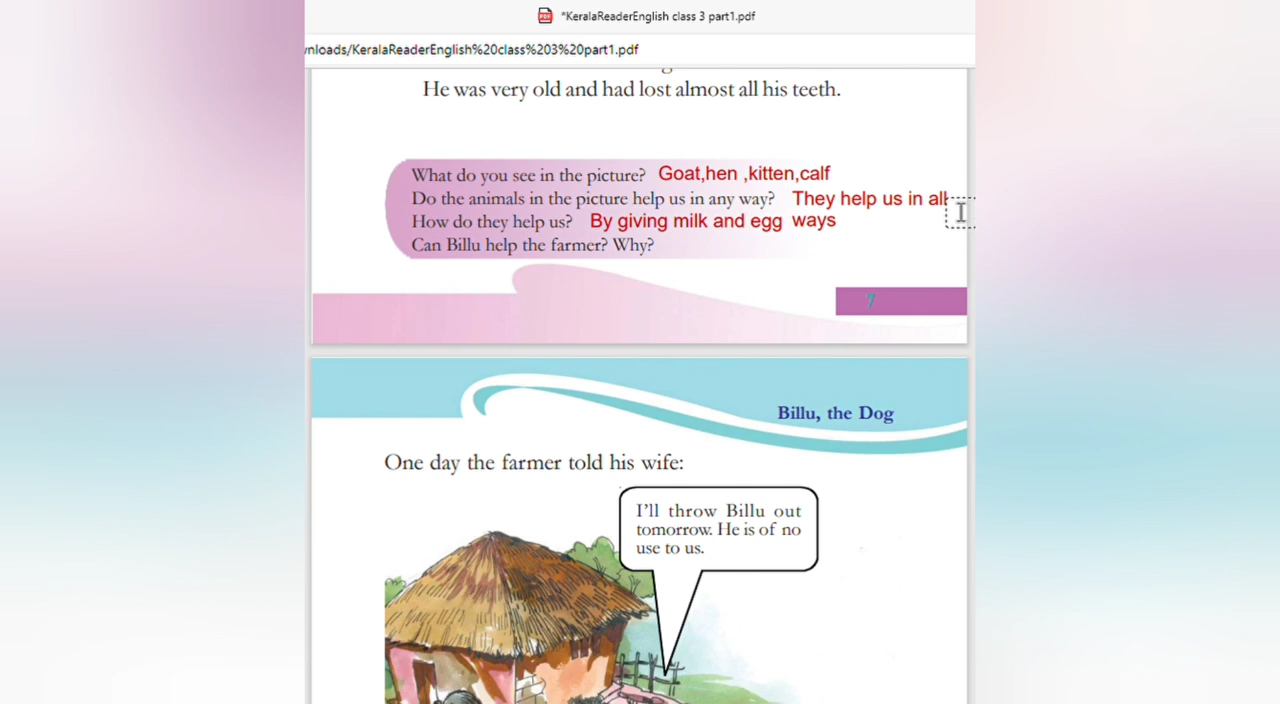 *KeralaReaderEnglish class 3 part1.pdf
nloads/KeralaReaderEnglish%20class%203%20part1.pdf
He was very old and had lost almost all his teeth.
What do you see in the picture? Goat,hen ,kitten,calf
Do the animals in the picture help us in any way? They help us in all
How do they help us? By giving milk and egg ways
Can Billu help the farmer? Why?
7
Billu, the Dog
One day the farmer told his wife:
I'll throw Billu out
tomorrow. He is of no
use to us.